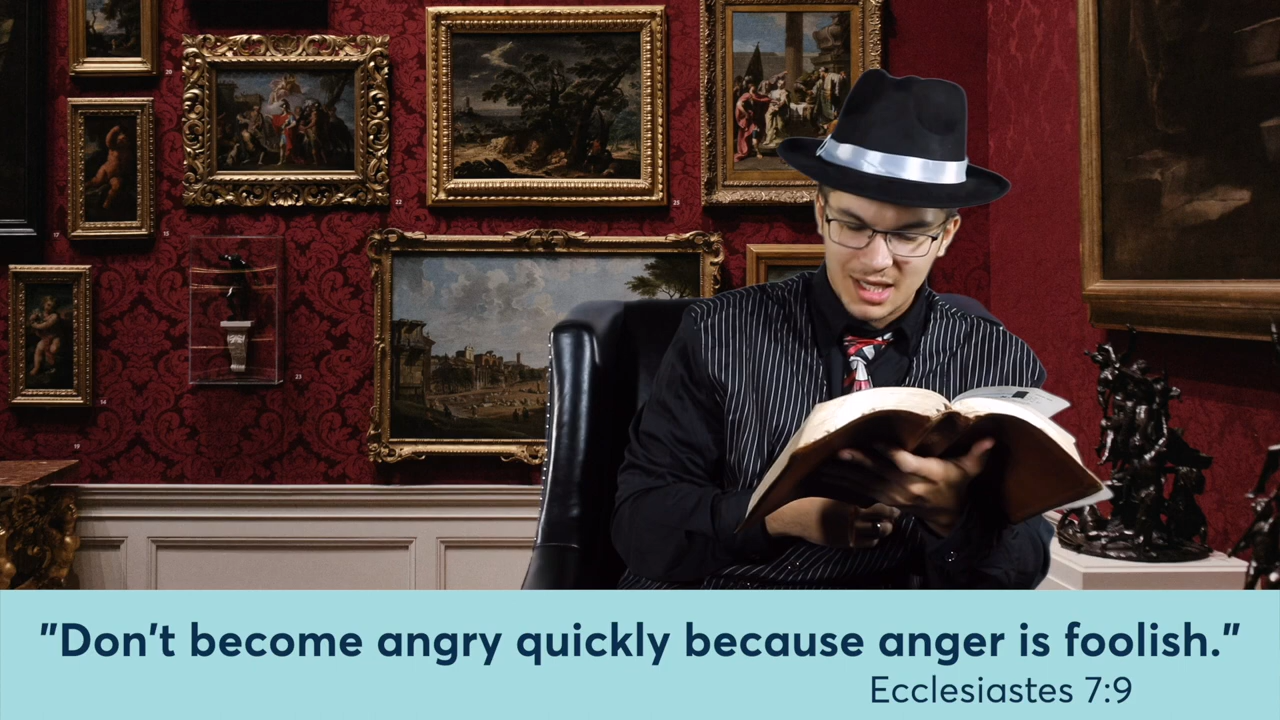 "Don't become angry quickly because anger is foolish."
Ecclesiastes 7:9